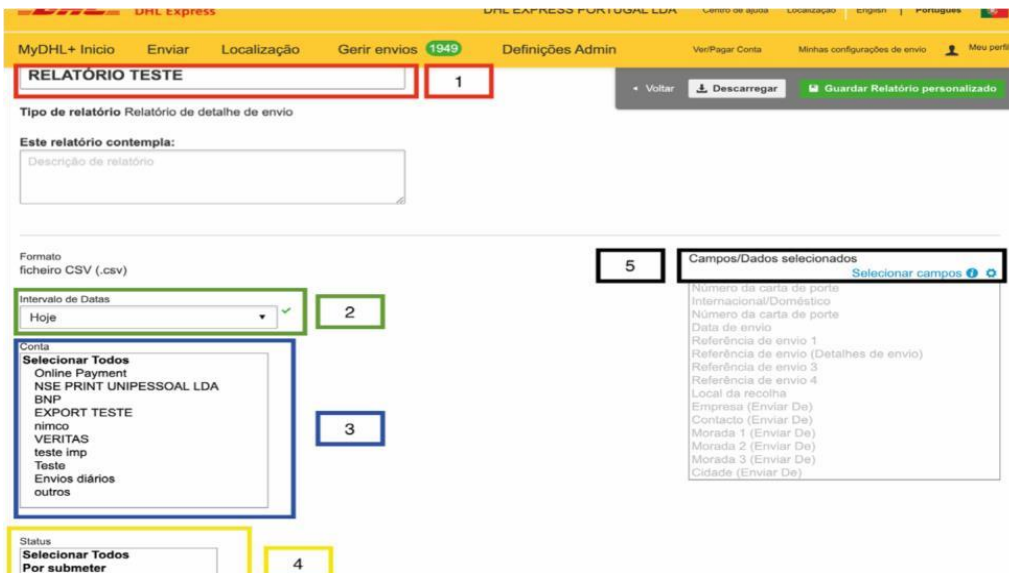 DHL Express
DHL EXPRESS PORTUGAL LDA
Centro de ajuda Localização English | Português
MyDHL+ Inicio Enviar Localização Gerir envios 1949 Definições Admin Ver/Pagar Conta Minhas configurações de envio Meu perfil
RELATÓRIO TESTE
1
Voltar Descarregar Guardar Relatório personalizado
Tipo de relatório Relatório de detalhe de envio
Este relatório contempla:
Descrição de relatório
Formato
ficheiro CSV (.csv)
5
Campos/Dados selecionados
Selecionar campos
Intervalo de Datas
Hoje
2
Conta
Selecionar Todos
Online Payment
NSE PRINT UNIPESSOAL LDA
BNP
EXPORT TESTE
nimco
VERITAS
teste imp
Teste
Envios diários
outros
3
Número da carta de porte
Internacional/Doméstico
Número da carta de porte
Data de envio
Referência de envio 1
Referência de envio (Detalhes de envio)
Referência de envio 3
Referência de envio 4
Local da recolha
Empresa (Enviar De)
Contacto (Enviar De)
Morada 1 (Enviar De)
Morada 2 (Enviar De)
Morada 3 (Enviar De)
Cidade (Enviar De)
Status
Selecionar Todos
Por submeter
4